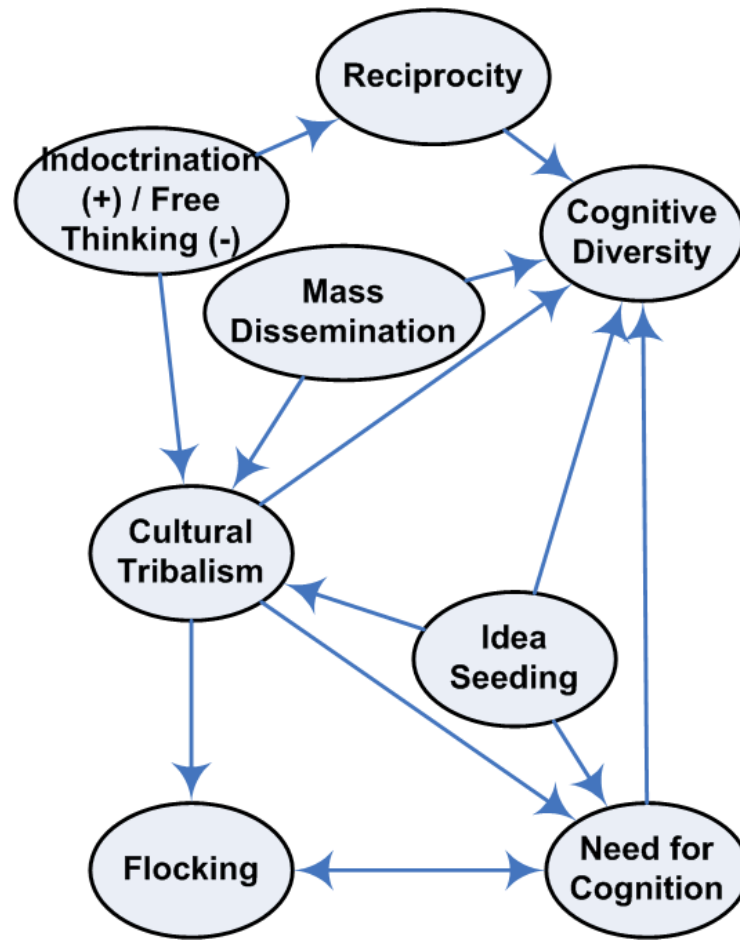 Reciprocity
Indoctrination
(+) / Free
Thinking (-)
Cognitive
Diversity
Mass
Dissemination
Cultural
Tribalism
Idea
Seeding
Flocking
Need for
Cognition